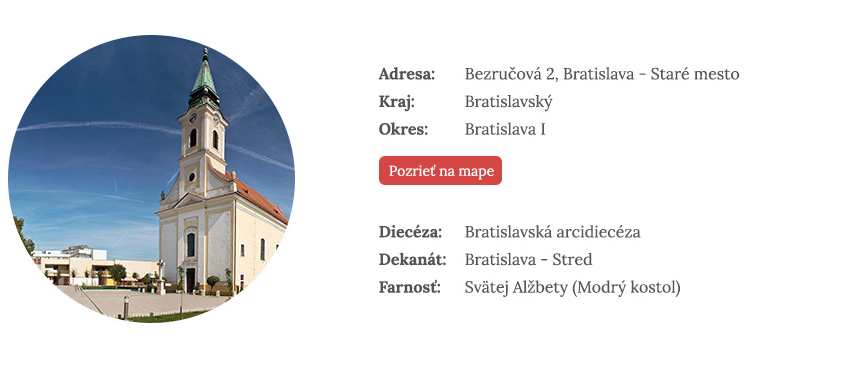 Adresa: Bezručová 2, Bratislava - Staré mesto
Kraj: Bratislavský
Okres: Bratislava I
Pozrieť na mape
Diecéza: Bratislavská arcidiecéza
Dekanát: Bratislava - Stred
Farnosť: Svätej Alžbety (Modrý kostol)